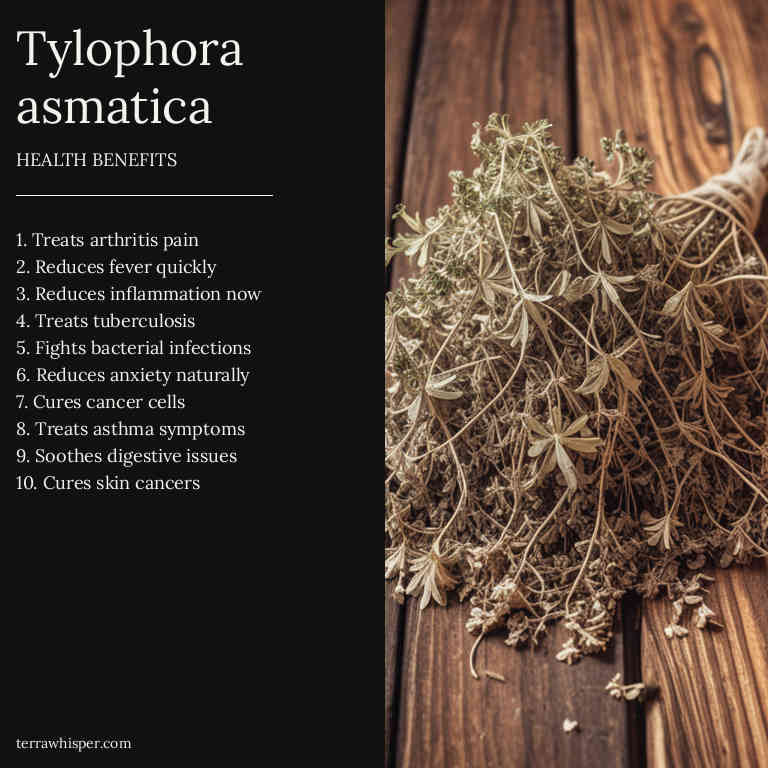 Tylophora
asmatica
HEALTH BENEFITS
1. Treats arthritis pain
2. Reduces fever quickly
3. Reduces inflammation now
4. Treats tuberculosis
5. Fights bacterial infections
6. Reduces anxiety naturally
7. Cures cancer cells
8. Treats asthma symptoms
9. Soothes digestive issues
10. Cures skin cancers
terrawhisper.com